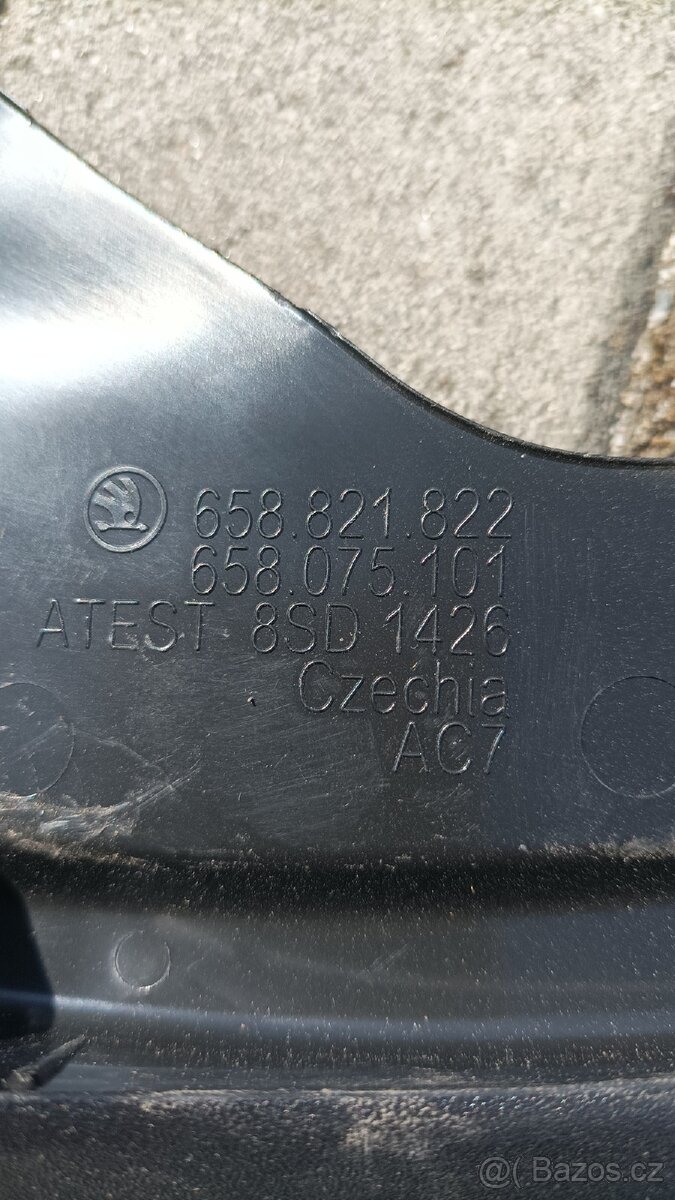 658.821.822
658.075.101
ATEST 8SD 1426
Czechia
AC7
@( Bazos.cz